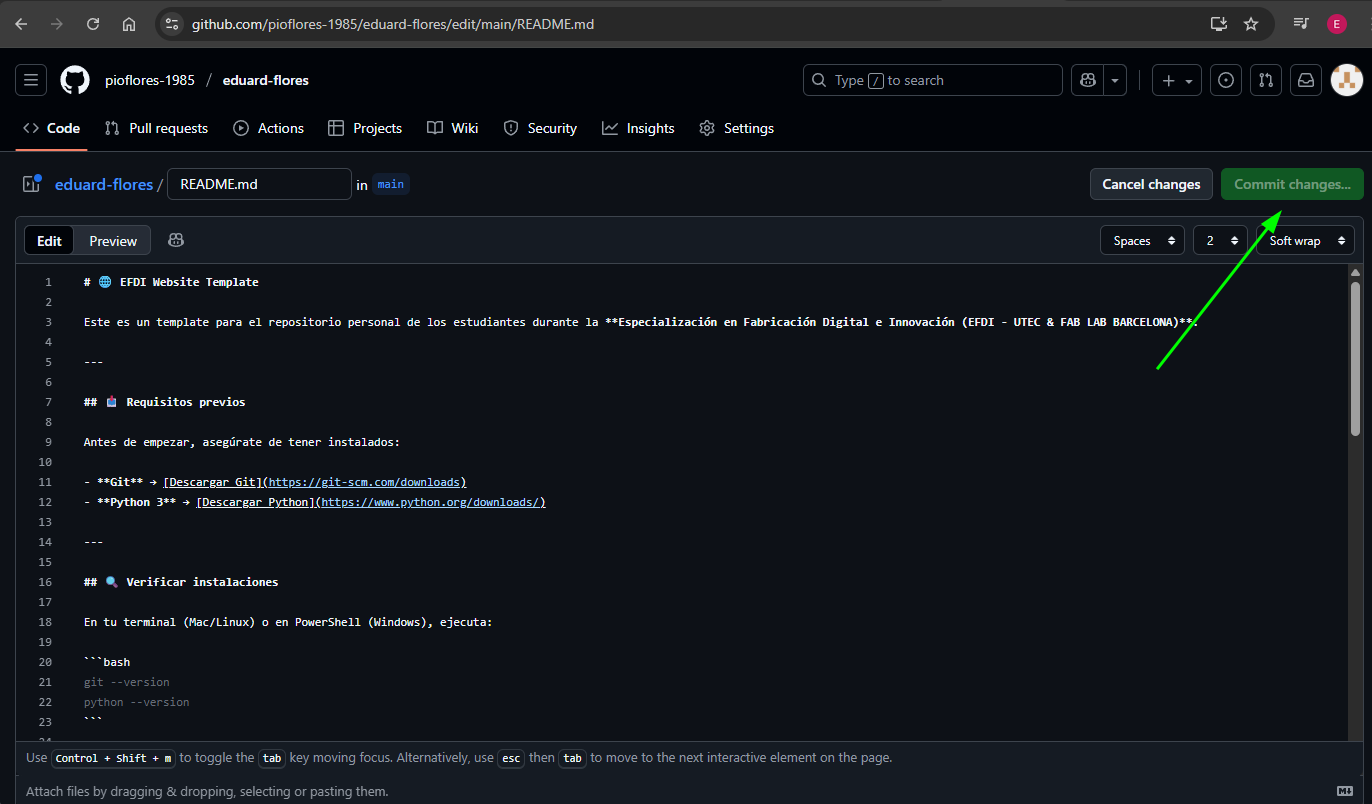 github.com/pioflores-1985/eduard-flores/edit/main/README.md
E
pioflores-1985 / eduard-flores
Type / to search
Code Pull requests Actions Projects Wiki Security Insights Settings
eduard-flores / README.md in main
Cancel changes Commit changes...
Edit Preview
Spaces 2 Soft wrap
1 # 🌐 EFDI Website Template
2
3 Este es un template para el repositorio personal de los estudiantes durante la **Especialización en Fabricación Digital e Innovación (EFDI - UTEC & FAB LAB BARCELONA)**.
4
5 ---
6
7 ## 📩 Requisitos previos
8
9 Antes de empezar, asegúrate de tener instalados:
10
11 - **Git** → [Descargar Git](https://git-scm.com/downloads)
12 - **Python 3** → [Descargar Python](https://www.python.org/downloads/)
13
14 ---
15
16 ## 🔍 Verificar instalaciones
17
18 En tu terminal (Mac/Linux) o en PowerShell (Windows), ejecuta:
19
20 ```bash
21 git --version
22 python --version
23 ```
24
Use Control + Shift + m to toggle the tab key moving focus. Alternatively, use esc then tab to move to the next interactive element on the page.
Attach files by dragging & dropping, selecting or pasting them.